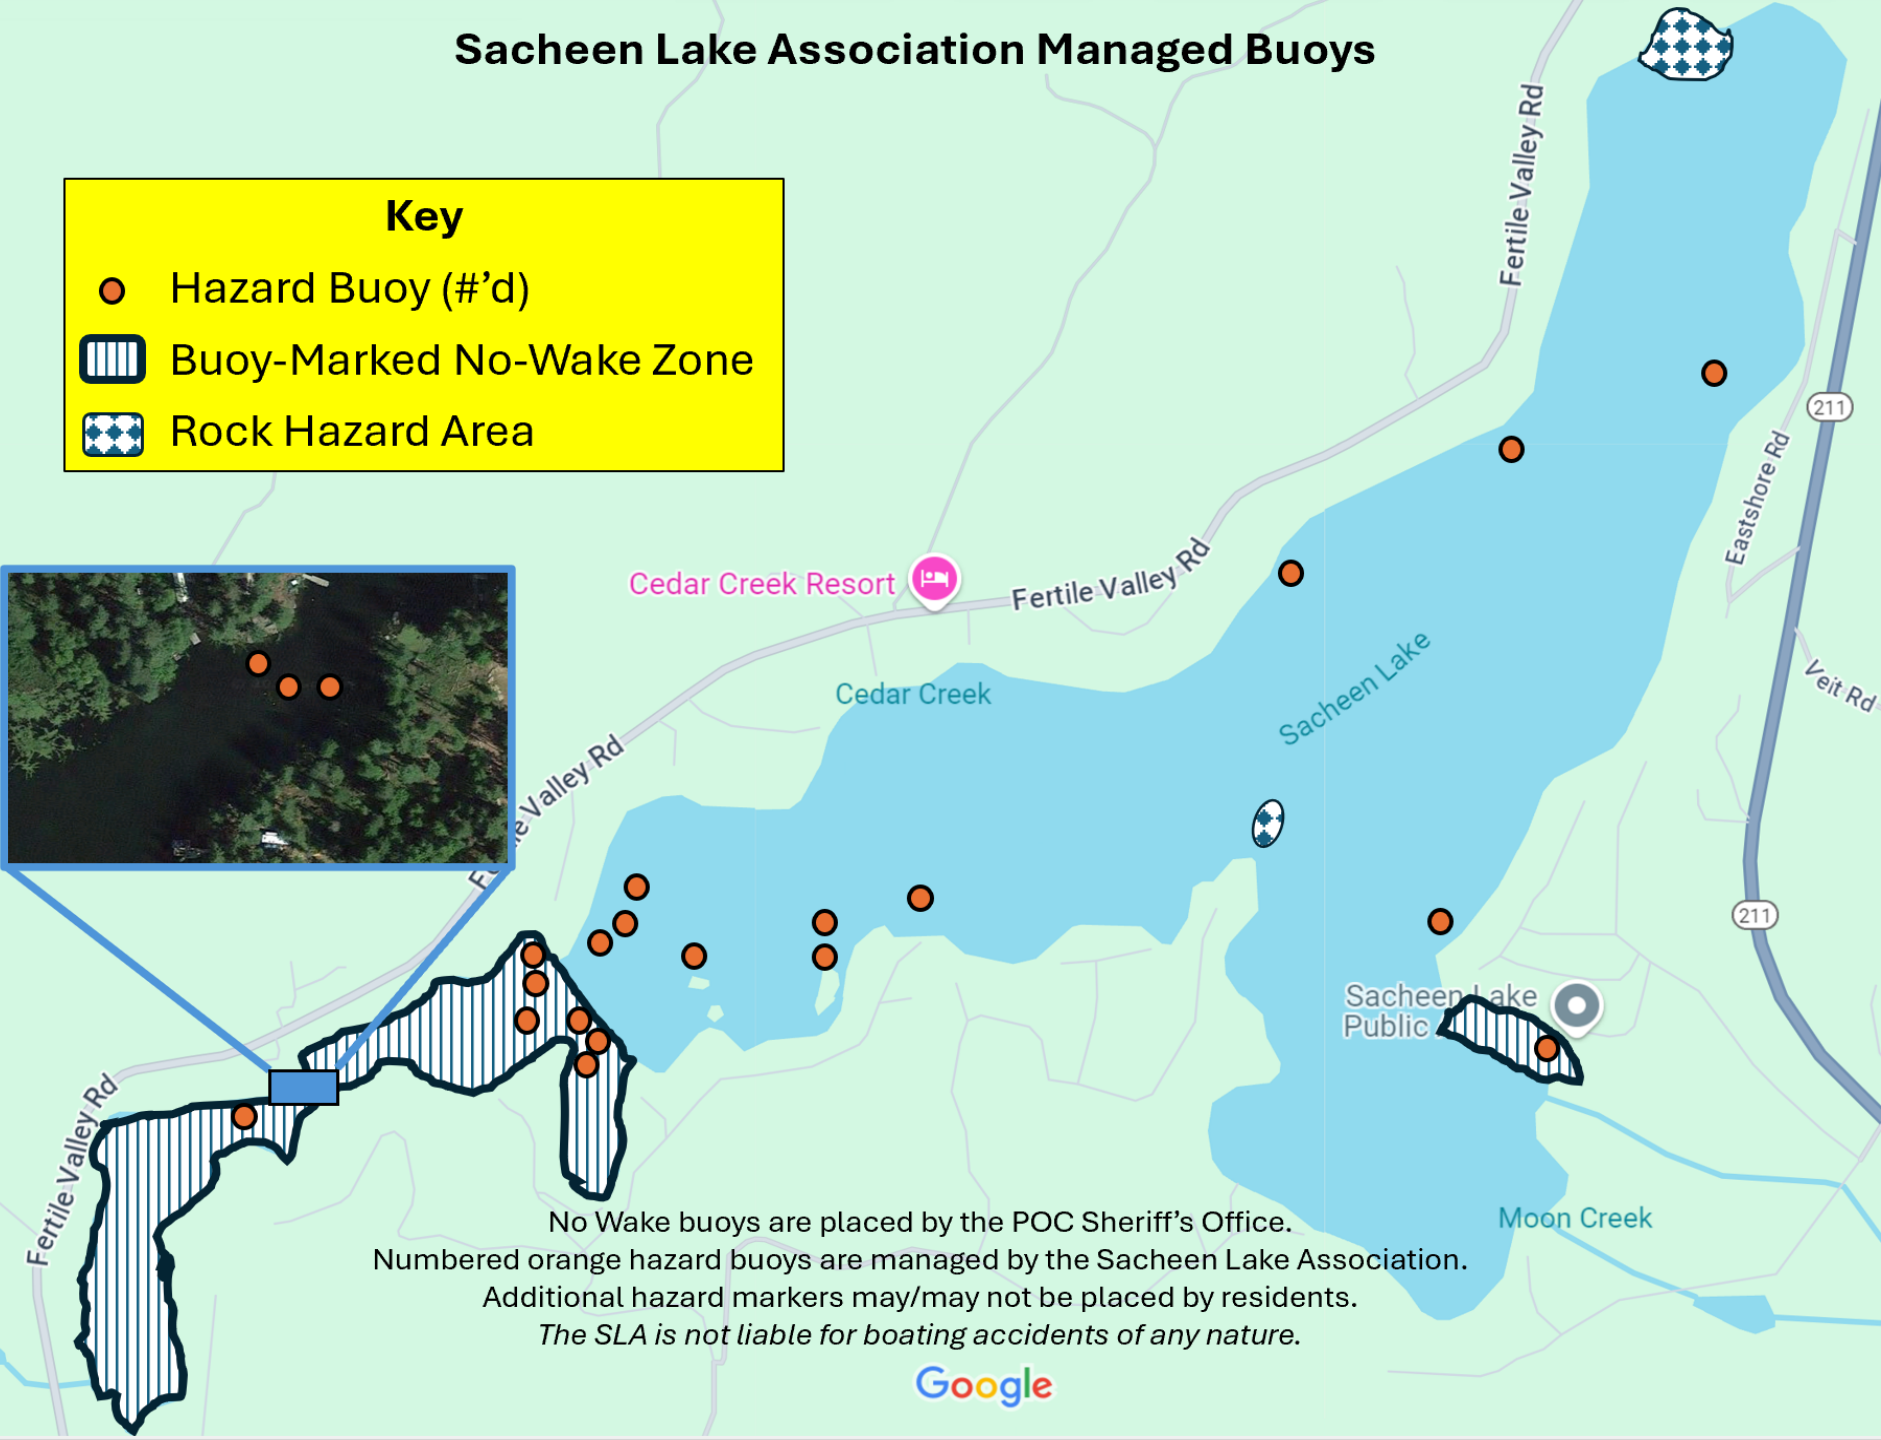 Sacheen Lake Association Managed Buoys
Key
Hazard Buoy (#’d)
Buoy-Marked No-Wake Zone
Rock Hazard Area
Fertile Valley Rd
211
Eastshore Rd
Cedar Creek Resort
Fertile Valley Rd
Cedar Creek
Sacheen Lake
Veit Rd
Valley Rd
211
Sacheen Lake
Public
Fertile Valley Rd
Moon Creek
No Wake buoys are placed by the POC Sheriff’s Office.
Numbered orange hazard buoys are managed by the Sacheen Lake Association.
Additional hazard markers may/may not be placed by residents.
The SLA is not liable for boating accidents of any nature.
Google